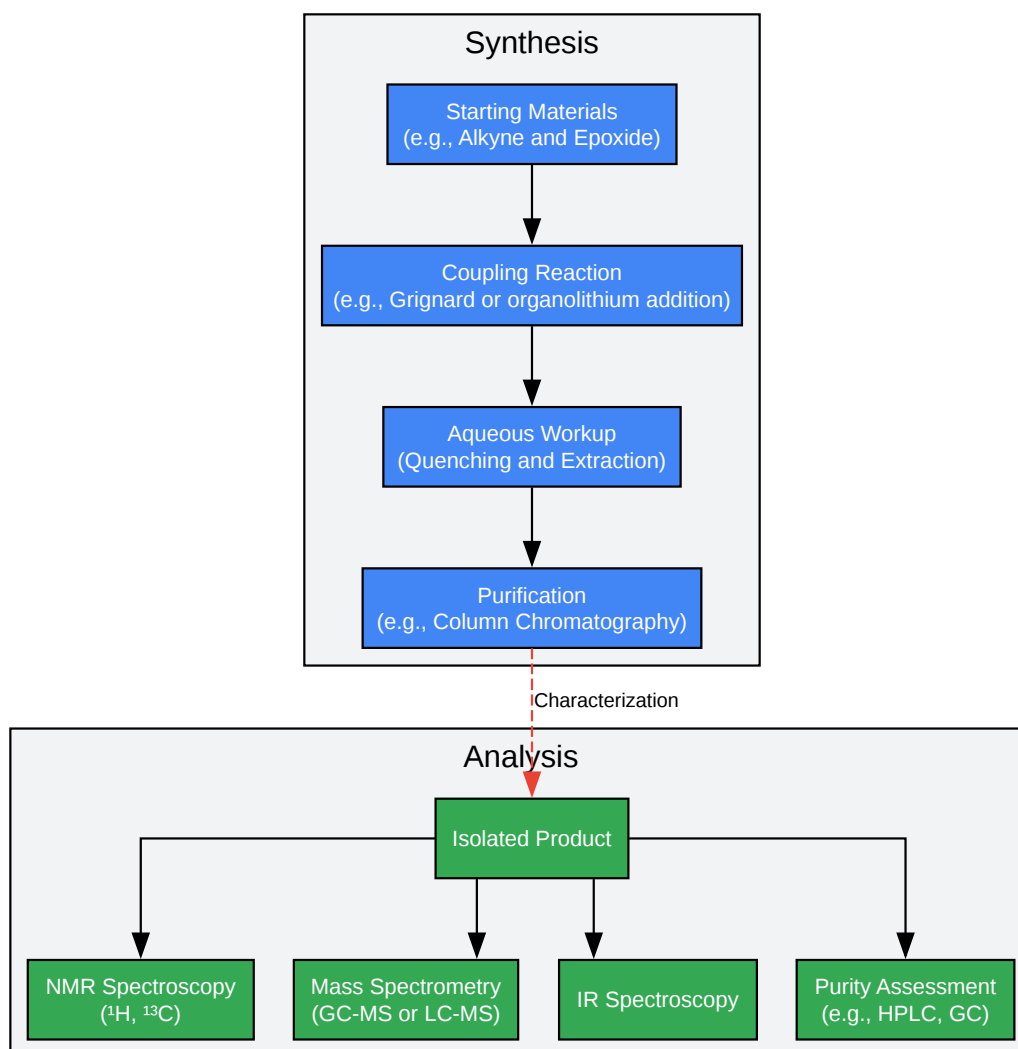 Synthesis
Starting Materials
(e.g., Alkyne and Epoxide)
Coupling Reaction
(e.g., Grignard or organolithium addition)
Aqueous Workup
(Quenching and Extraction)
Purification
(e.g., Column Chromatography)
Characterization
Analysis
Isolated Product
NMR Spectroscopy
(¹H, ¹³C)
Mass Spectrometry
(GC-MS or LC-MS)
IR Spectroscopy
Purity Assessment
(e.g., HPLC, GC)